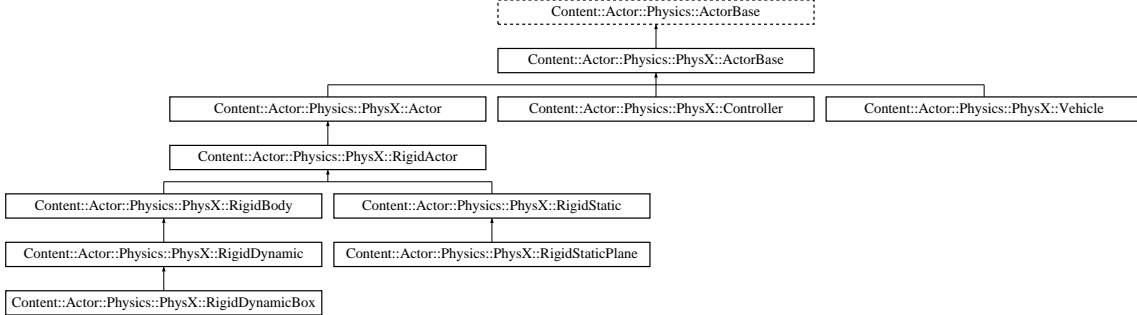 Content::Actor::Physics::ActorBase
Content::Actor::Physics::PhysX::ActorBase
Content::Actor::Physics::PhysX::Actor
Content::Actor::Physics::PhysX::Controller
Content::Actor::Physics::PhysX::Vehicle
Content::Actor::Physics::PhysX::RigidActor
Content::Actor::Physics::PhysX::RigidBody
Content::Actor::Physics::PhysX::RigidStatic
Content::Actor::Physics::PhysX::RigidDynamic
Content::Actor::Physics::PhysX::RigidStaticPlane
Content::Actor::Physics::PhysX::RigidDynamicBox